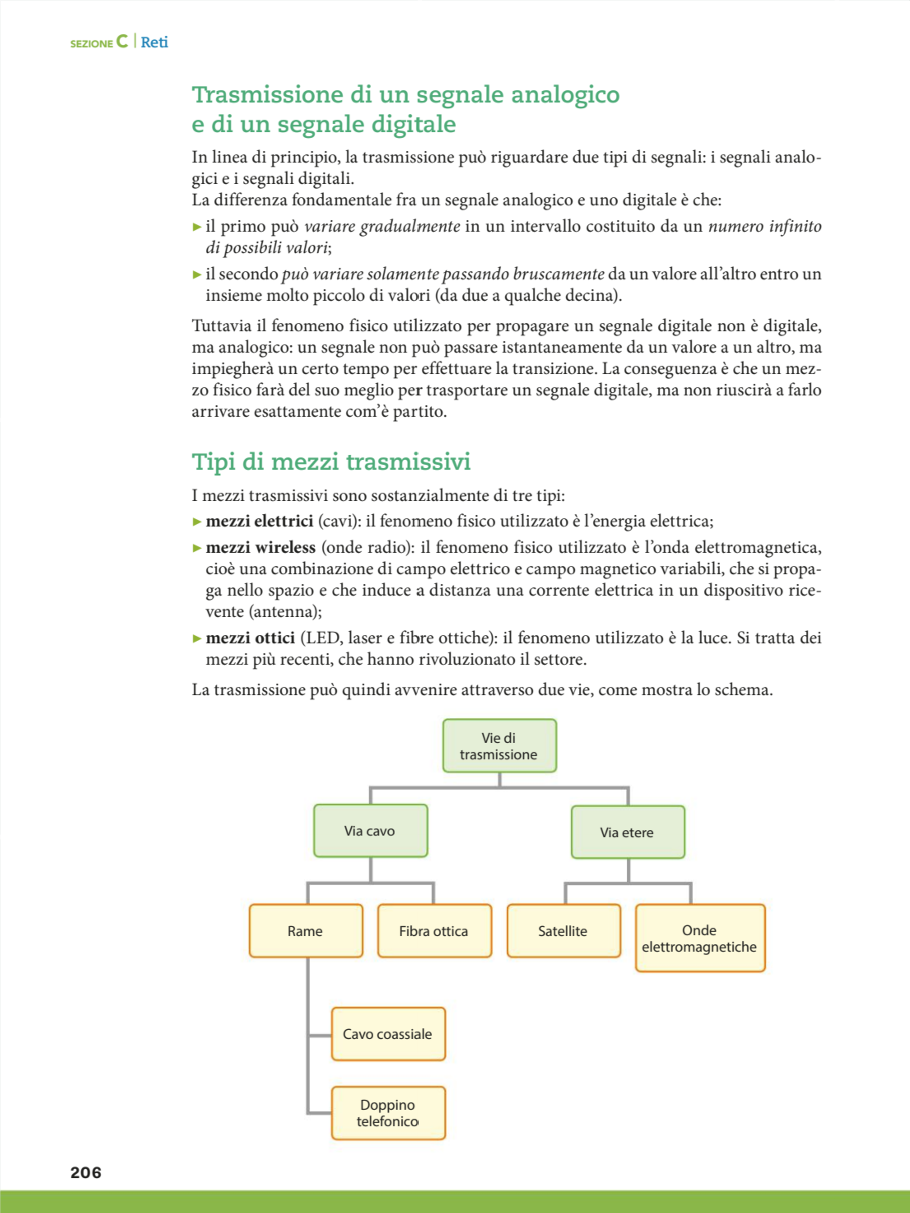 SEZIONE C | Reti
Trasmissione di un segnale analogico
e di un segnale digitale
In linea di principio, la trasmissione può riguardare due tipi di segnali: i segnali analo-
gici e i segnali digitali.
La differenza fondamentale fra un segnale analogico e uno digitale è che:
▶ il primo può variare gradualmente in un intervallo costituito da un numero infinito
di possibili valori;
▶ il secondo può variare solamente passando bruscamente da un valore all'altro entro un
insieme molto piccolo di valori (da due a qualche decina).
Tuttavia il fenomeno fisico utilizzato per propagare un segnale digitale non è digitale,
ma analogico: un segnale non può passare istantaneamente da un valore a un altro, ma
impiegherà un certo tempo per effettuare la transizione. La conseguenza è che un mez-
zo fisico farà del suo meglio per trasportare un segnale digitale, ma non riuscirà a farlo
arrivare esattamente com'è partito.
Tipi di mezzi trasmissivi
I mezzi trasmissivi sono sostanzialmente di tre tipi:
▶ mezzi elettrici (cavi): il fenomeno fisico utilizzato è l'energia elettrica;
▶ mezzi wireless (onde radio): il fenomeno fisico utilizzato è l'onda elettromagnetica,
cioè una combinazione di campo elettrico e campo magnetico variabili, che si propa-
ga nello spazio e che induce a distanza una corrente elettrica in un dispositivo rice-
vente (antenna);
▶ mezzi ottici (LED, laser e fibre ottiche): il fenomeno utilizzato è la luce. Si tratta dei
mezzi più recenti, che hanno rivoluzionato il settore.
La trasmissione può quindi avvenire attraverso due vie, come mostra lo schema.
Vie di
trasmissione
Via cavo
Via etere
Rame
Fibra ottica
Satellite
Onde
elettromagnetiche
Cavo coassiale
Doppino
telefonico
206